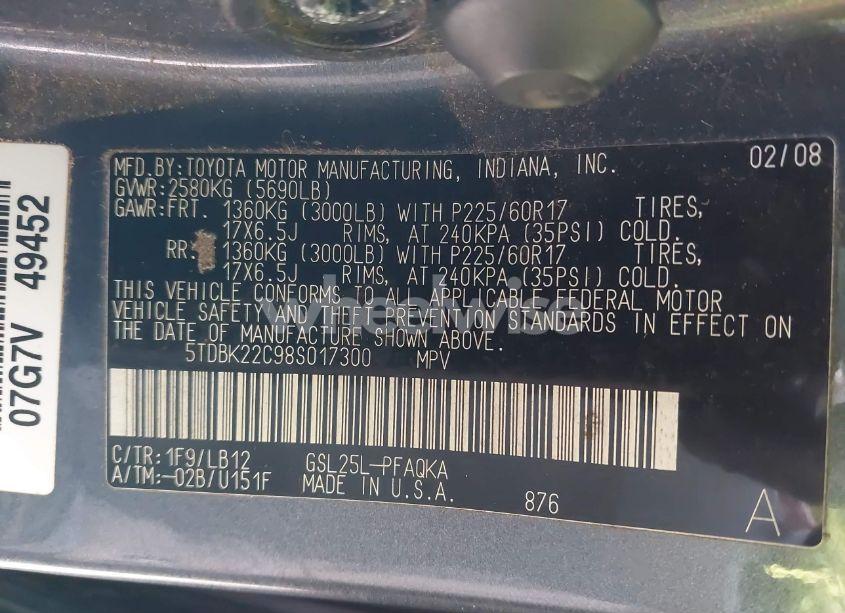 MFD.BY:TOYOTA MOTOR MANUFACTURING, INDIANA, INC. 02/08
GVWR:2580KG (5690LB)
GAWR:FRT. 1360KG (3000LB) WITH P225/60R17 TIRES,
17X6.5J RIMS, AT 240KPA (35PSI) COLD.
RR. 1360KG (3000LB) WITH P225/60R17 TIRES,
17X6.5J RIMS, AT 240KPA (35PSI) COLD.
THIS VEHICLE CONFORMS TO ALL APPLICABLE FEDERAL MOTOR
VEHICLE SAFETY AND THEFT PREVENTION STANDARDS IN EFFECT ON
THE DATE OF MANUFACTURE SHOWN ABOVE.
5TDBK22C98S017300 MPV
C/TR:1F9/LB12 GSL25L-PFAQKA
A/TM:-02B/U151F MADE IN U.S.A.
876
A
07G7V 49452
wheelwise